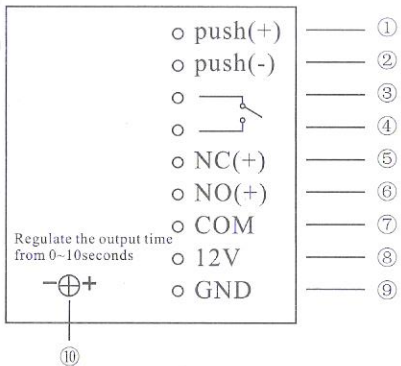 push(+) ①
push(-) ②
③
④
NC(+) ⑤
NO(+) ⑥
COM ⑦
Regulate the output time
from 0~10seconds
12V ⑧
GND ⑨
- +
⑩